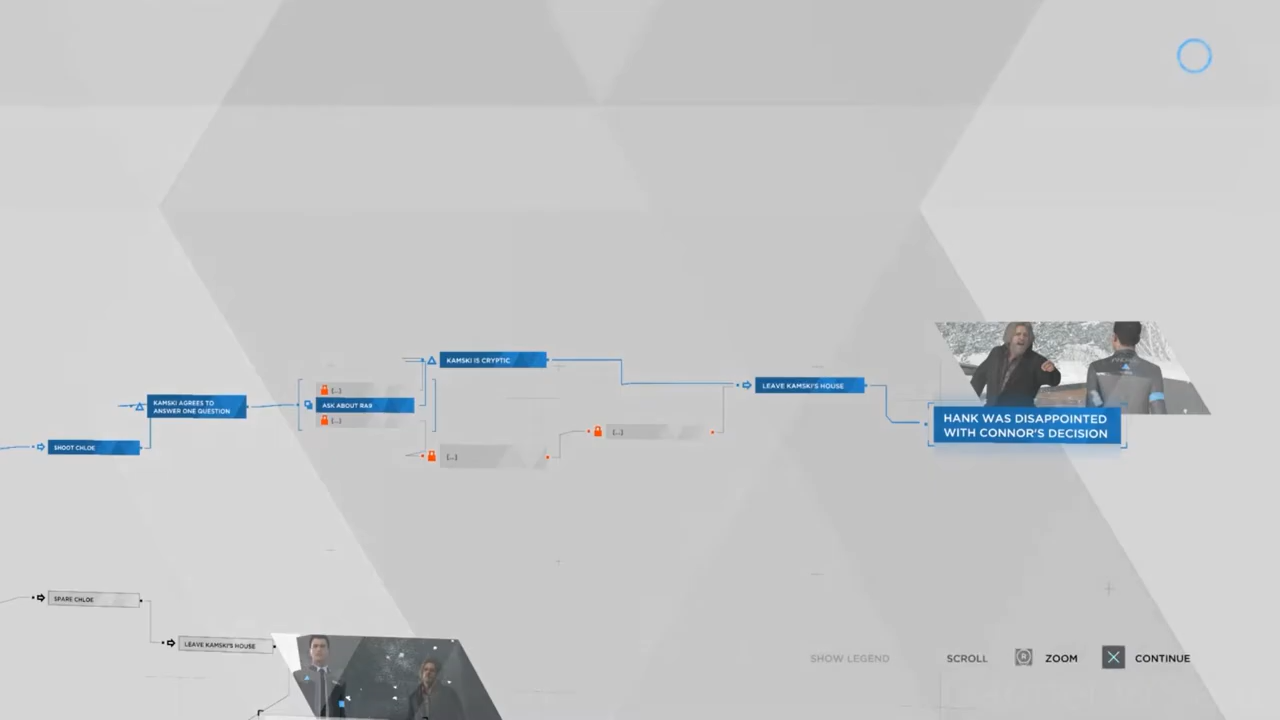 KAMSKI IS CRYPTIC
[...]
KAMSKI AGREES TO
ANSWER ONE QUESTION
ASK ABOUT RA9
[...]
LEAVE KAMSKI'S HOUSE
HANK WAS DISAPPOINTED
WITH CONNOR'S DECISION
SHOOT CHLOE
[...]
[...]
SPARE CHLOE
LEAVE KAMSKI'S HOUSE
SHOW LEGEND
SCROLL
R
ZOOM
CONTINUE